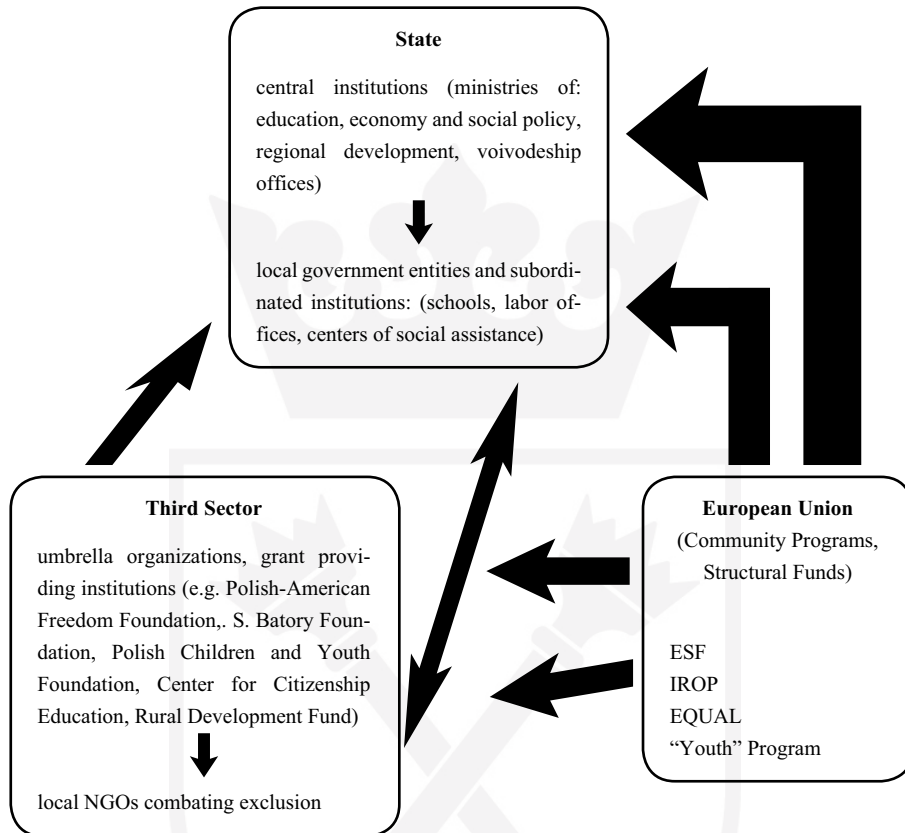 State
central institutions (ministries of:
education, economy and social policy,
regional development, voivodeship
offices)
local government entities and subordi-
nated institutions: (schools, labor of-
fices, centers of social assistance)
Third Sector
umbrella organizations, grant provi-
ding institutions (e.g. Polish-American
Freedom Foundation,. S. Batory Foun-
dation, Polish Children and Youth
Foundation, Center for Citizenship
Education, Rural Development Fund)
local NGOs combating exclusion
European Union
(Community Programs,
Structural Funds)
ESF
IROP
EQUAL
“Youth” Program